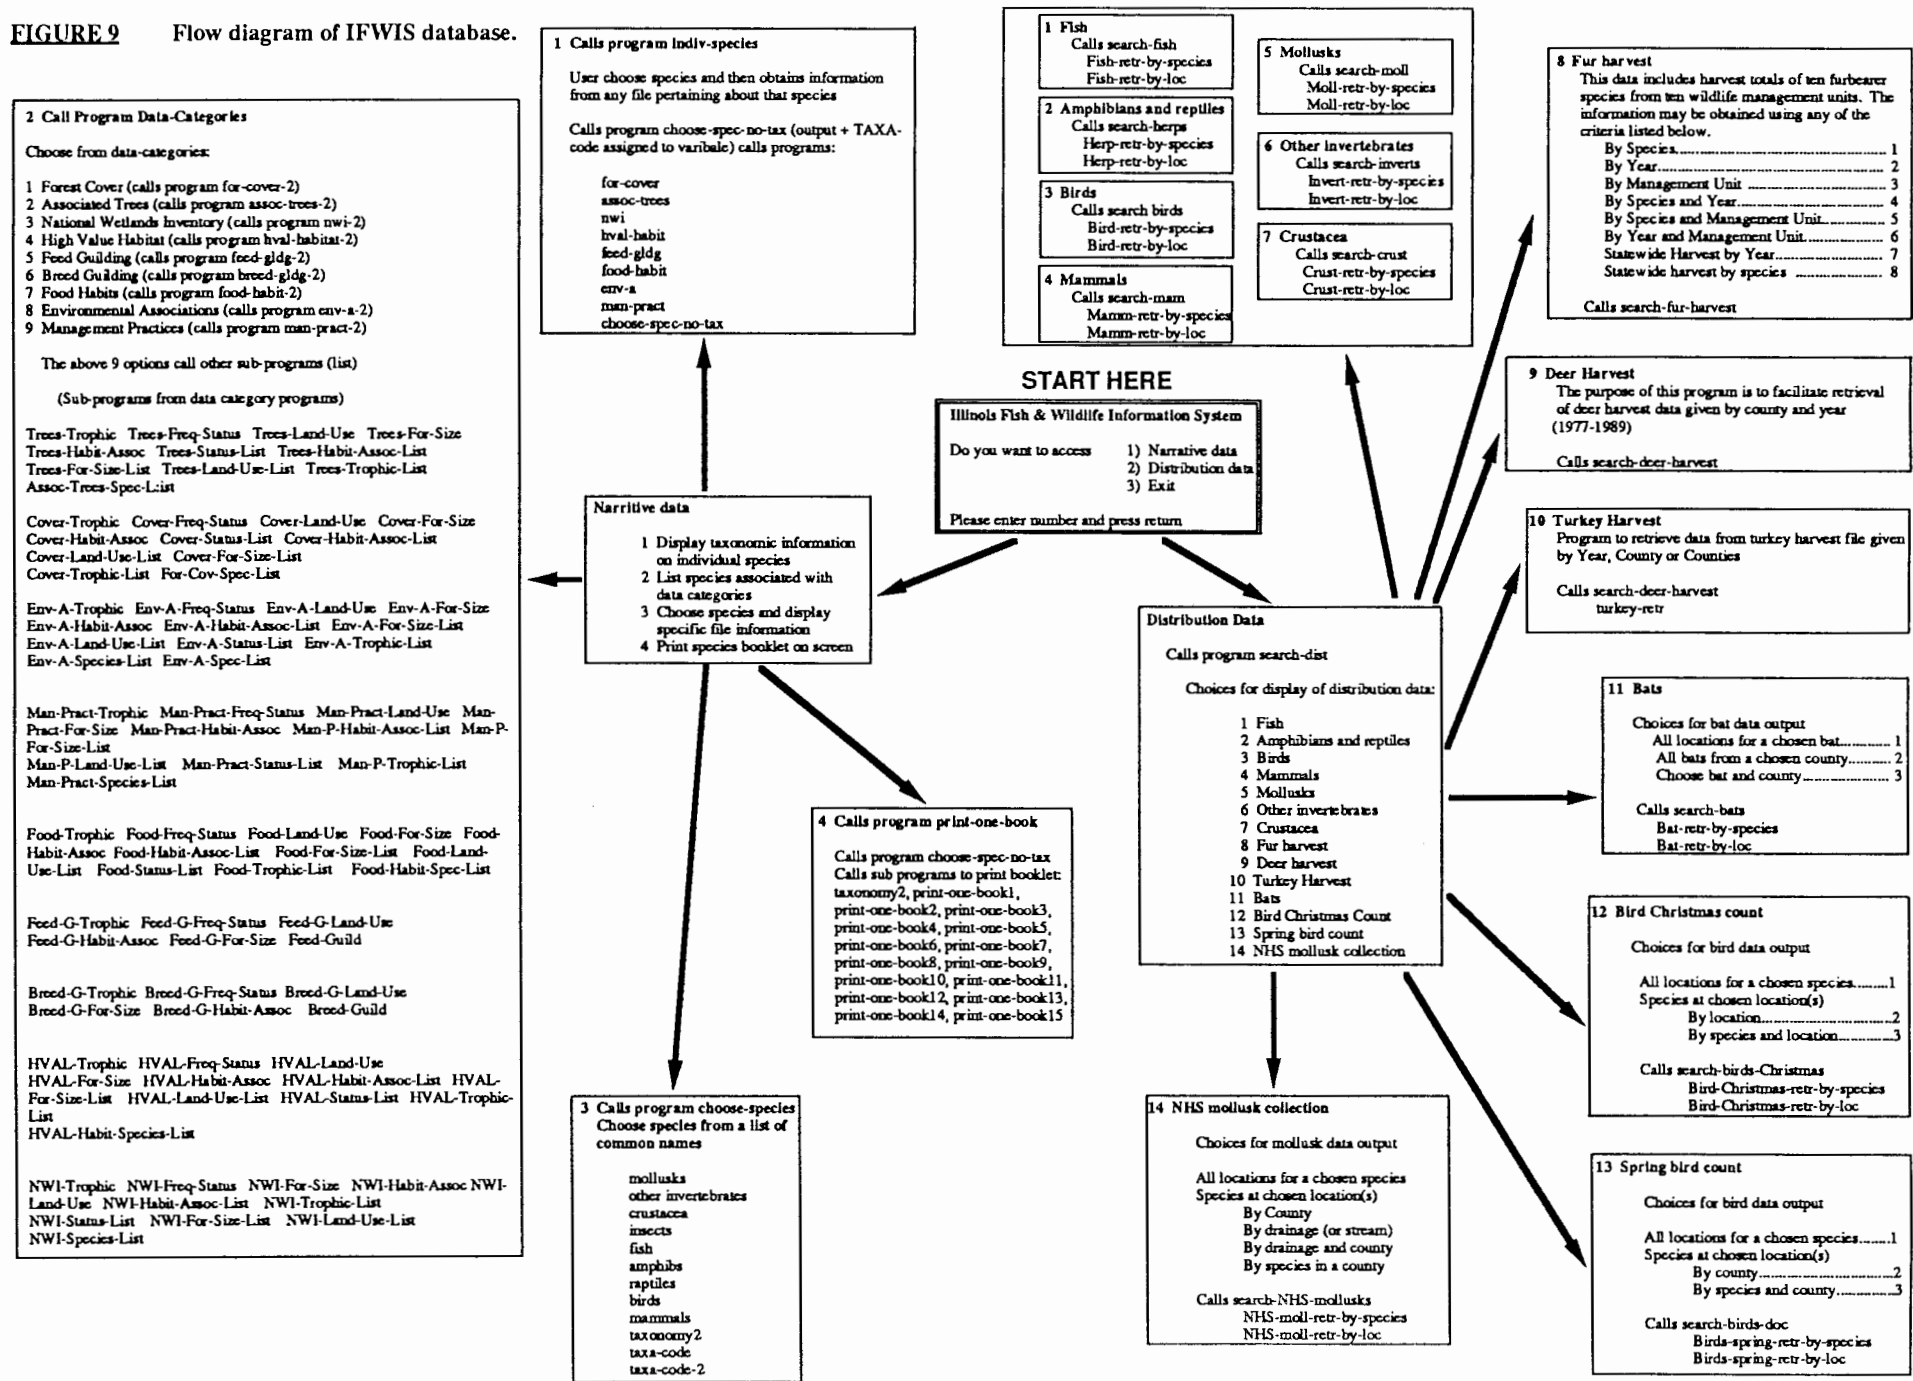 FIGURE 9 Flow diagram of IFWIS database.
2 Call Program Data-Categories
Choose from data-categories:
1 Forest Cover (calls program for-cover-2)
2 Associated Trees (calls program assoc-trees-2)
3 National Wetlands Inventory (calls program nwi-2)
4 High Value Habitat (calls program hval-habitat-2)
5 Feed Guilding (calls program feed-gldg-2)
6 Breed Guilding (calls program breed-gldg-2)
7 Food Habits (calls program food-habit-2)
8 Environmental Associations (calls program env-a-2)
9 Management Practices (calls program man-pract-2)
The above 9 options call other sub-programs (list)
(Sub-programs from data category programs)
Trees-Trophic Trees-Freq-Status Trees-Land-Use Trees-For-Size
Trees-Habit-Assoc Trees-Status-List Trees-Habit-Assoc-List
Trees-For-Size-List Trees-Land-Use-List Trees-Trophic-List
Assoc-Trees-Spec-L:ist
Cover-Trophic Cover-Freq-Status Cover-Land-Use Cover-For-Size
Cover-Habit-Assoc Cover-Status-List Cover-Habit-Assoc-List
Cover-Land-Use-List Cover-For-Size-List
Cover-Trophic-List For-Cov-Spec-List
Env-A-Trophic Env-A-Freq-Status Env-A-Land-Use Env-A-For-Size
Env-A-Habit-Assoc Env-A-Habit-Assoc-List Env-A-For-Size-List
Env-A-Land-Use-List Env-A-Status-List Env-A-Trophic-List
Env-A-Species-List Env-A-Spec-List
Man-Pract-Trophic Man-Pract-Freq-Status Man-Pract-Land-Use Man-
Pract-For-Size Man-Pract-Habit-Assoc Man-P-Habit-Assoc-List Man-P-
For-Size-List
Man-P-Land-Use-List Man-Pract-Status-List Man-P-Trophic-List
Man-Pract-Species-List
Food-Trophic Food-Freq-Status Food-Land-Use Food-For-Size Food-
Habit-Assoc Food-Habit-Assoc-List Food-For-Size-List Food-Land-
Use-List Food-Status-List Food-Trophic-List Food-Habit-Spec-List
Feed-G-Trophic Feed-G-Freq-Status Feed-G-Land-Use
Feed-G-Habit-Assoc Feed-G-For-Size Feed-Guild
Breed-G-Trophic Breed-G-Freq-Status Breed-G-Land-Use
Breed-G-For-Size Breed-G-Habit-Assoc Breed-Guild
HVAL-Trophic HVAL-Freq-Status HVAL-Land-Use
HVAL-For-Size HVAL-Habit-Assoc HVAL-Habit-Assoc-List HVAL-
For-Size-List HVAL-Land-Use-List HVAL-Status-List HVAL-Trophic-
List
HVAL-Habit-Species-List
NWI-Trophic NWI-Freq-Status NWI-For-Size NWI-Habit-Assoc NWI-
Land-Use NWI-Habit-Assoc-List NWI-Trophic-List
NWI-Status-List NWI-For-Size-List NWI-Land-Use-List
NWI-Species-List
1 Calls program indiv-species
User choose species and then obtains information
from any file pertaining about that species
Calls program choose-spec-no-tax (output + TAXA-
code assigned to varibale) calls programs:
for-cover
assoc-trees
nwi
hval-habit
feed-gldg
food-habit
env-a
man-pract
choose-spec-no-tax
1 Fish
Calls search-fish
Fish-retr-by-species
Fish-retr-by-loc
2 Amphibians and reptiles
Calls search-herps
Herp-retr-by-species
Herp-retr-by-loc
3 Birds
Calls search birds
Bird-retr-by-species
Bird-retr-by-loc
4 Mammals
Calls search-mam
Mamm-retr-by-species
Mamm-retr-by-loc
5 Mollusks
Calls search-moll
Moll-retr-by-species
Moll-retr-by-loc
6 Other invertebrates
Calls search-inverts
Invert-retr-by-species
Invert-retr-by-loc
7 Crustacea
Calls search-crust
Crust-retr-by-species
Crust-retr-by-loc
8 Fur harvest
This data includes harvest totals of ten furbearer
species from ten wildlife management units. The
information may be obtained using any of the
criteria listed below.
By Species.................... 1
By Year.................... 2
By Management Unit .................... 3
By Species and Year.................... 4
By Species and Management Unit.......... 5
By Year and Management Unit.......... 6
Statewide Harvest by Year.......... 7
Statewide harvest by species .......... 8
Calls search-fur-harvest
START HERE
Illinois Fish & Wildlife Information System
Do you want to access 1) Narrative data
2) Distribution data
3) Exit
Please enter number and press return
9 Deer Harvest
The purpose of this program is to facilitate retrieval
of deer harvest data given by county and year
(1977-1989)
Calls search-deer-harvest
Narritive data
1 Display taxonomic information
on individual species
2 List species associated with
data categories
3 Choose species and display
specific file information
4 Print species booklet on screen
10 Turkey Harvest
Program to retrieve data from turkey harvest file given
by Year, County or Counties
Calls search-deer-harvest
turkey-retr
Distribution Data
Calls program search-dist
Choices for display of distribution data:
1 Fish
2 Amphibians and reptiles
3 Birds
4 Mammals
5 Mollusks
6 Other invertebrates
7 Crustacea
8 Fur harvest
9 Deer harvest
10 Turkey Harvest
11 Bats
12 Bird Christmas Count
13 Spring bird count
14 NHS mollusk collection
11 Bats
Choices for bat data output
All locations for a chosen bat............ 1
All bats from a chosen county.......... 2
Choose bat and county.................... 3
Calls search-bats
Bat-retr-by-species
Bat-retr-by-loc
4 Calls program print-one-book
Calls program choose-spec-no-tax
Calls sub programs to print booklet:
taxonomy2, print-one-book1,
print-one-book2, print-one-book3,
print-one-book4, print-one-book5,
print-one-book6, print-one-book7,
print-one-book8, print-one-book9,
print-one-book10, print-one-book11,
print-one-book12, print-one-book13,
print-one-book14, print-one-book15
12 Bird Christmas count
Choices for bird data output
All locations for a chosen species.........1
Species at chosen location(s)
By location....................2
By species and location............3
Calls search-birds-Christmas
Bird-Christmas-retr-by-species
Bird-Christmas-retr-by-loc
3 Calls program choose-species
Choose species from a list of
common names
mollusks
other invertebrates
crustacea
insects
fish
amphibs
reptiles
birds
mammals
taxonomy2
taxa-code
taxa-code-2
14 NHS mollusk collection
Choices for mollusk data output
All locations for a chosen species
Species at chosen location(s)
By County
By drainage (or stream)
By drainage and county
By species in a county
Calls search-NHS-mollusks
NHS-moll-retr-by-species
NHS-moll-retr-by-loc
13 Spring bird count
Choices for bird data output
All locations for a chosen species........1
Species at chosen location(s)
By county....................2
By species and county............3
Calls search-birds-doc
Birds-spring-retr-by-species
Birds-spring-retr-by-loc